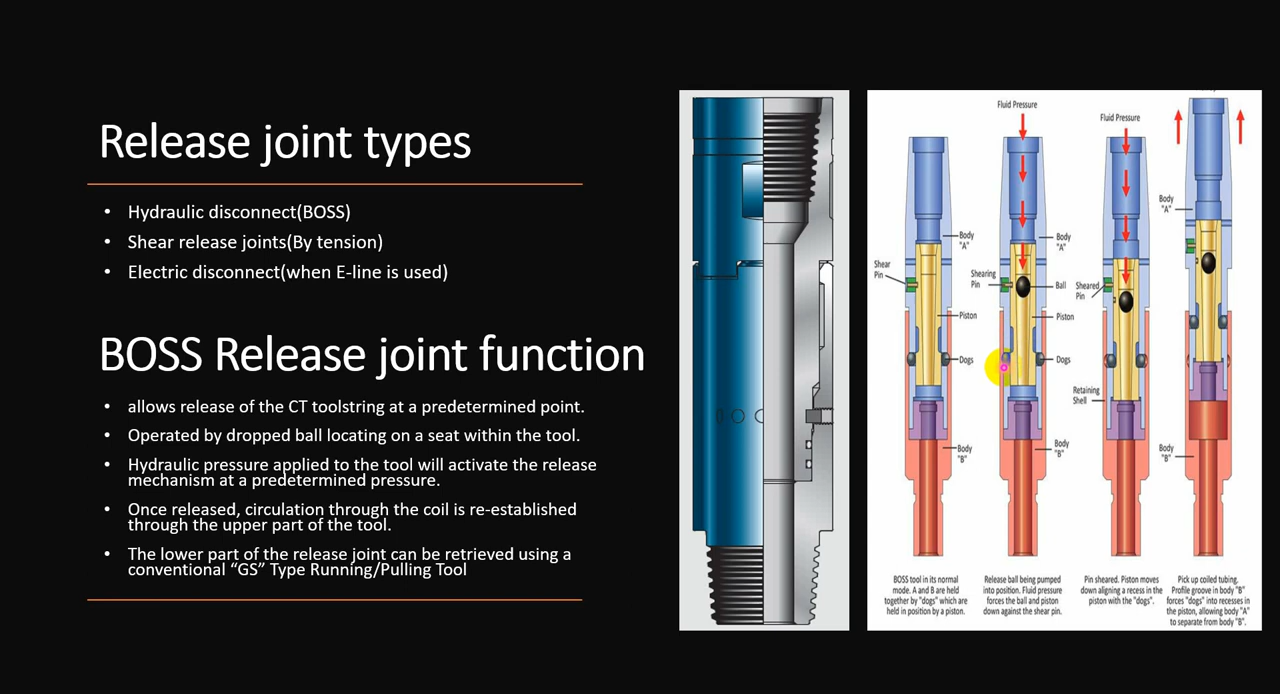 Release joint types
• Hydraulic disconnect(BOSS)
• Shear release joints(By tension)
• Electric disconnect(when E-line is used)
BOSS Release joint function
• allows release of the CT toolstring at a predetermined point.
• Operated by dropped ball locating on a seat within the tool.
• Hydraulic pressure applied to the tool will activate the release
mechanism at a predetermined pressure.
• Once released, circulation through the coil is re-established
through the upper part of the tool.
• The lower part of the release joint can be retrieved using a
conventional “GS” Type Running/Pulling Tool
Body
"A"
Shear
Pin
Piston
Dogs
Body
"B"
BOSS tool in its normal
mode. A and B are held
together by "dogs" which are
held in position by a piston.
Fluid Pressure
Body
"A"
Shearing
Pin
Ball
Piston
Dogs
Body
"B"
Release ball being pumped
into position. Fluid pressure
forces the ball and piston
down against the shear pin.
Fluid Pressure
Sheared
Pin
Retaining
Shell
Pin sheared. Piston moves
down aligning a recess in the
piston with the "dogs".
Body
"A"
Body
"B"
Pick up coiled tubing.
Profile groove in body "B"
forces "dogs" into recesses in
the piston, allowing body "A"
to separate from body "B".